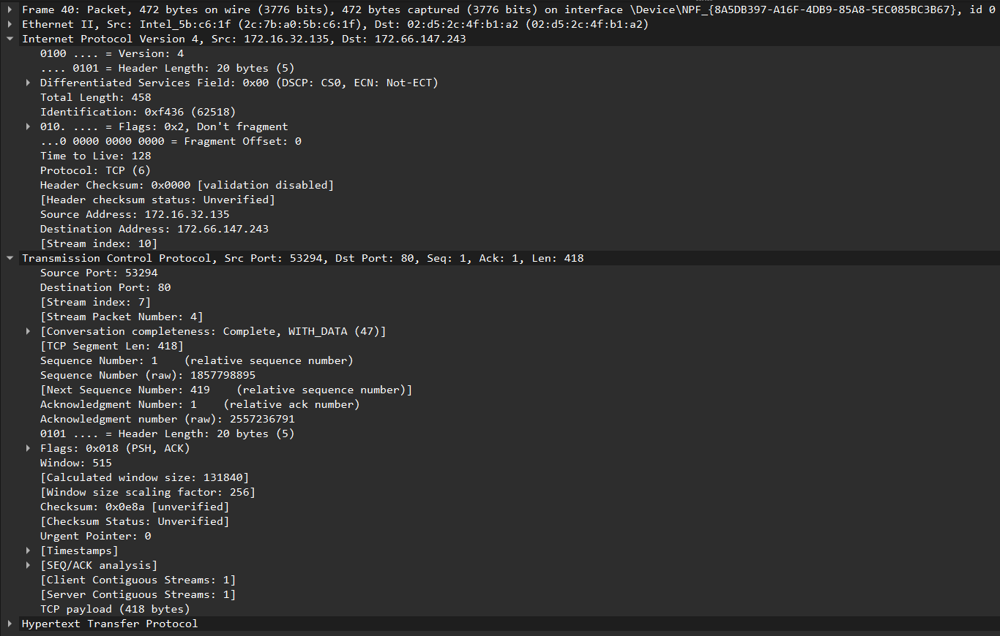 Frame 40: Packet, 472 bytes on wire (3776 bits), 472 bytes captured (3776 bits) on interface \Device\NPF_{8A5DB397-A16F-4DB9-85A8-5EC085BC3B67}, id 0
Ethernet II, Src: Intel_5b:c6:1f (2c:7b:a0:5b:c6:1f), Dst: 02:d5:2c:4f:b1:a2 (02:d5:2c:4f:b1:a2)
Internet Protocol Version 4, Src: 172.16.32.135, Dst: 172.66.147.243
0100 .... = Version: 4
.... 0101 = Header Length: 20 bytes (5)
Differentiated Services Field: 0x00 (DSCP: CS0, ECN: Not-ECT)
Total Length: 458
Identification: 0xf436 (62518)
010. .... = Flags: 0x2, Don't fragment
...0 0000 0000 0000 = Fragment Offset: 0
Time to Live: 128
Protocol: TCP (6)
Header Checksum: 0x0000 [validation disabled]
[Header checksum status: Unverified]
Source Address: 172.16.32.135
Destination Address: 172.66.147.243
[Stream index: 10]
Transmission Control Protocol, Src Port: 53294, Dst Port: 80, Seq: 1, Ack: 1, Len: 418
Source Port: 53294
Destination Port: 80
[Stream index: 7]
[Stream Packet Number: 4]
[Conversation completeness: Complete, WITH_DATA (47)]
[TCP Segment Len: 418]
Sequence Number: 1    (relative sequence number)
Sequence Number (raw): 1857798895
[Next Sequence Number: 419    (relative sequence number)]
Acknowledgment Number: 1    (relative ack number)
Acknowledgment number (raw): 2557236791
0101 .... = Header Length: 20 bytes (5)
Flags: 0x018 (PSH, ACK)
Window: 515
[Calculated window size: 131840]
[Window size scaling factor: 256]
Checksum: 0x0e8a [unverified]
[Checksum Status: Unverified]
Urgent Pointer: 0
[Timestamps]
[SEQ/ACK analysis]
[Client Contiguous Streams: 1]
[Server Contiguous Streams: 1]
TCP payload (418 bytes)
Hypertext Transfer Protocol